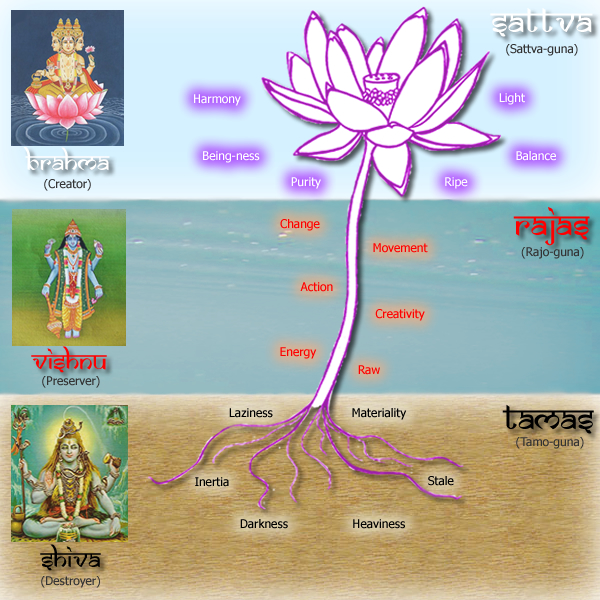 Sattva
(Sattva-guna)
Harmony
Light
Being-ness
Balance
Purity
Ripe
Brahma
(Creator)
Rajas
(Rajo-guna)
Change
Movement
Action
Creativity
Energy
Raw
Vishnu
(Preserver)
Tamas
(Tamo-guna)
Laziness
Materiality
Inertia
Stale
Darkness
Heaviness
Shiva
(Destroyer)